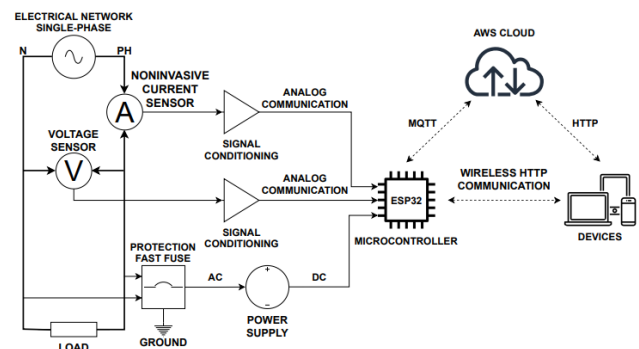 ELECTRICAL NETWORK
SINGLE-PHASE
N
PH
NONINVASIVE
CURRENT
SENSOR
A
VOLTAGE
SENSOR
V
ANALOG
COMMUNICATION
SIGNAL
CONDITIONING
ANALOG
COMMUNICATION
SIGNAL
CONDITIONING
AWS CLOUD
MQTT
HTTP
WIRELESS HTTP
COMMUNICATION
ESP32
MICROCONTROLLER
DEVICES
PROTECTION
FAST FUSE
AC
+
−
DC
POWER
SUPPLY
GROUND
LOAD